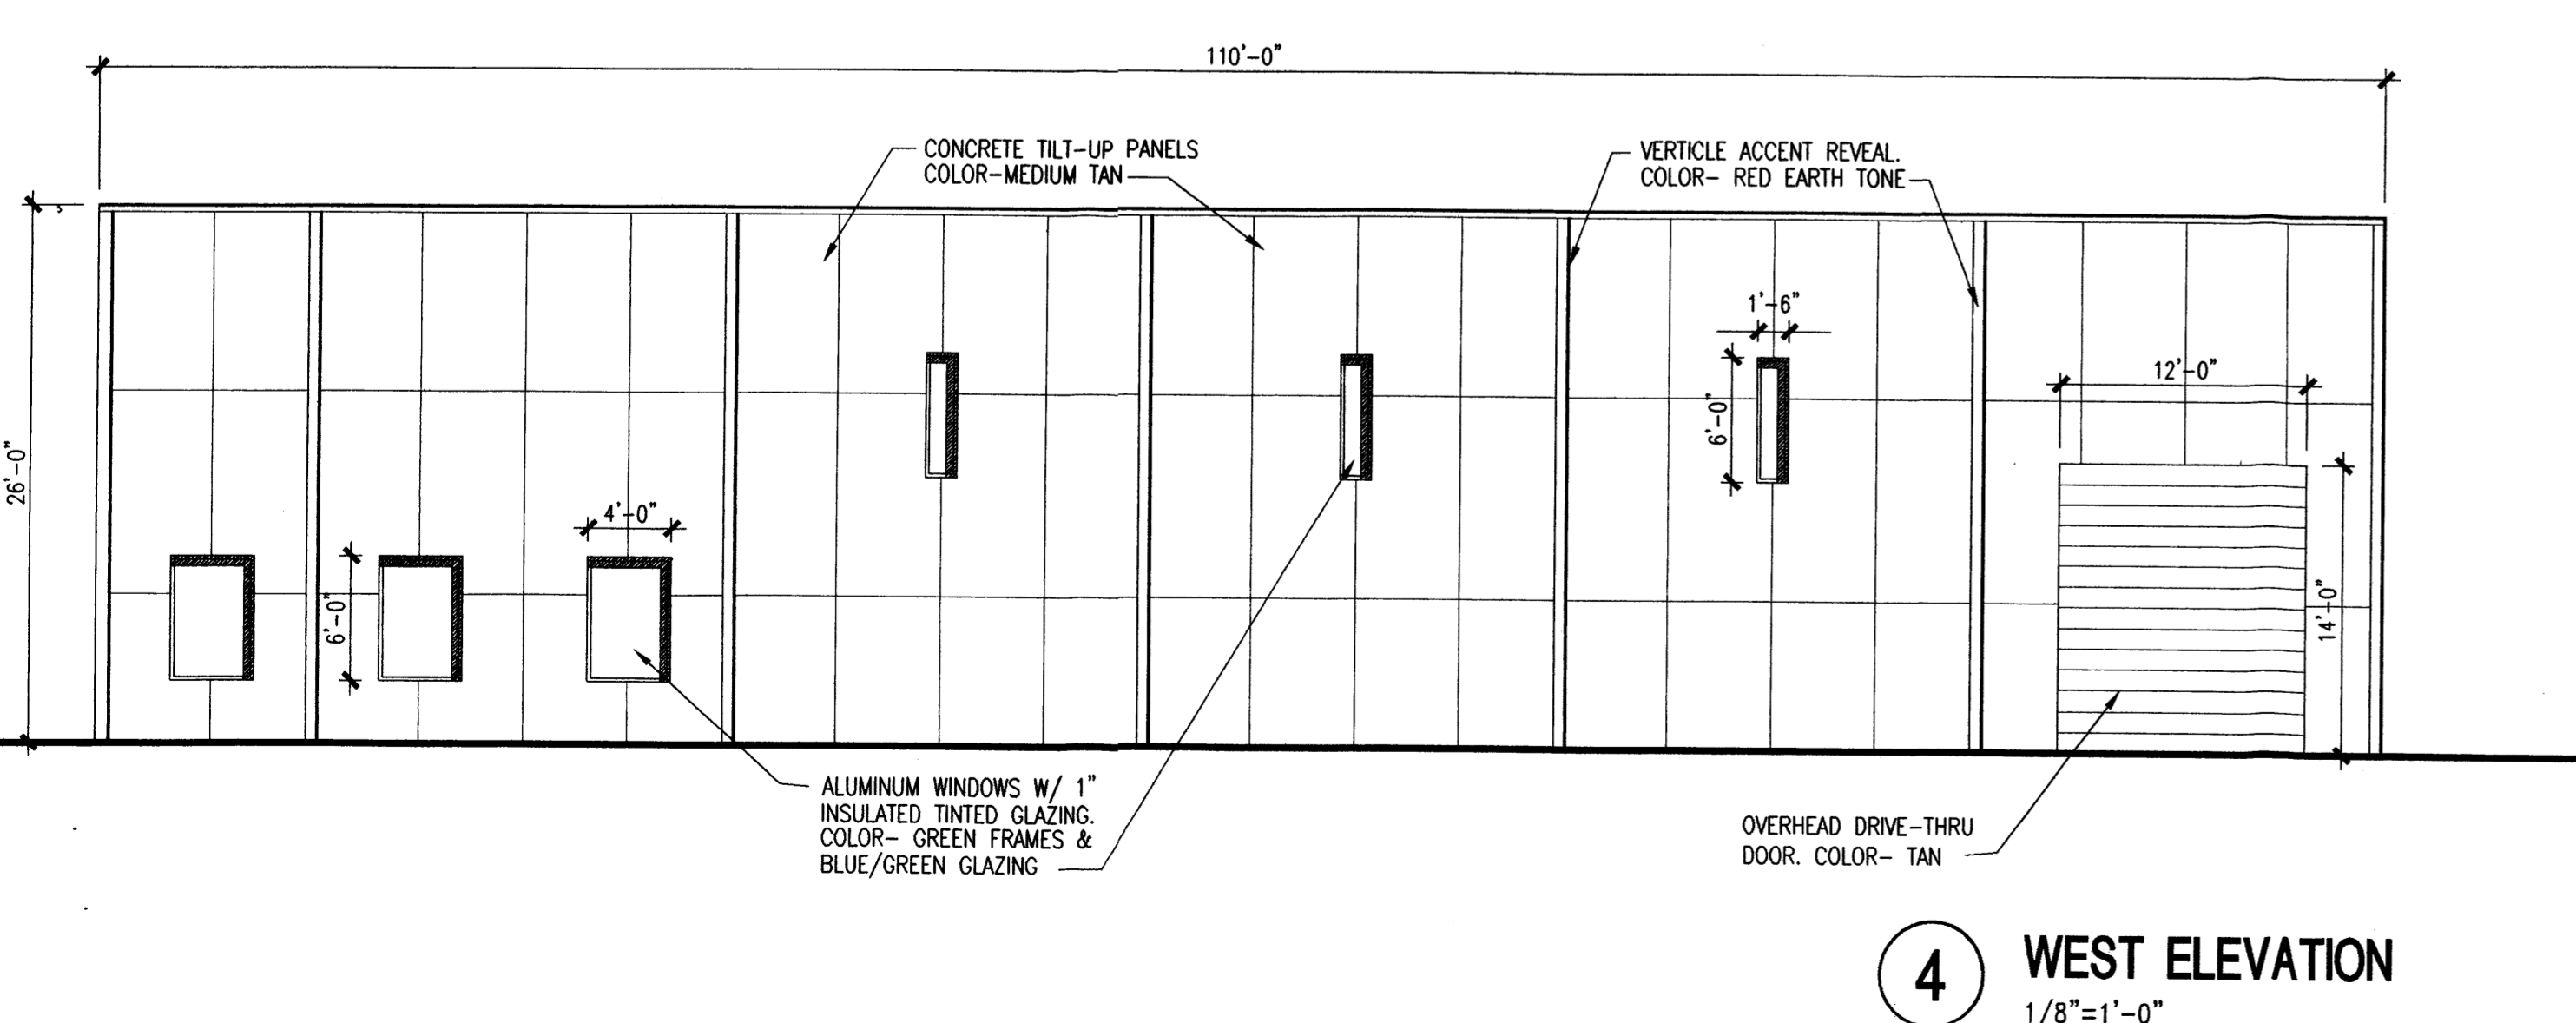 110'-0"
CONCRETE TILT-UP PANELS
COLOR-MEDIUM TAN
VERTICLE ACCENT REVEAL.
COLOR- RED EARTH TONE
1'-6"
12'-0"
6'-0"
26'-0"
4'-0"
6'-0"
14'-0"
ALUMINUM WINDOWS W/ 1"
INSULATED TINTED GLAZING.
COLOR- GREEN FRAMES &
BLUE/GREEN GLAZING
OVERHEAD DRIVE-THRU
DOOR. COLOR- TAN
4
WEST ELEVATION
1/8"=1'-0"